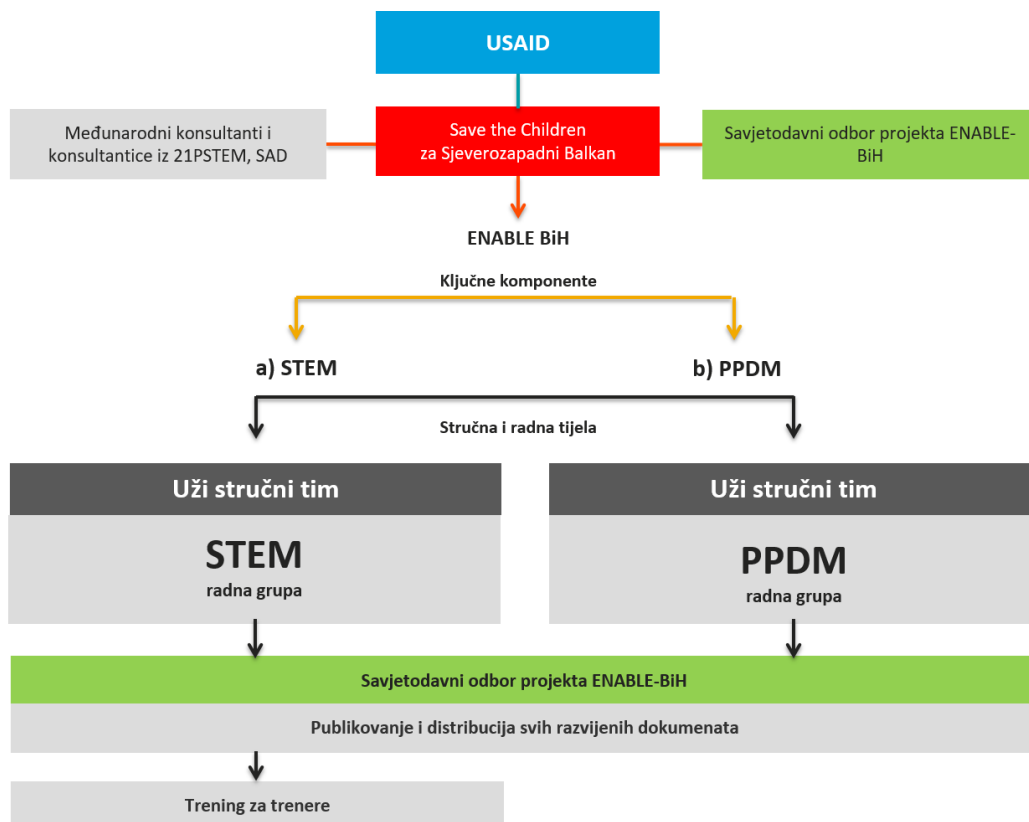 USAID
Međunarodni konsultanti i
konsultantice iz 21PSTEM, SAD
Save the Children
za Sjeverozapadni Balkan
Savjetodavni odbor projekta ENABLE-
BiH
ENABLE BiH
Ključne komponente
a) STEM
b) PPDM
Stručna i radna tijela
Uži stručni tim
STEM
radna grupa
Uži stručni tim
PPDM
radna grupa
Savjetodavni odbor projekta ENABLE-BiH
Publikovanje i distribucija svih razvijenih dokumenata
Trening za trenere